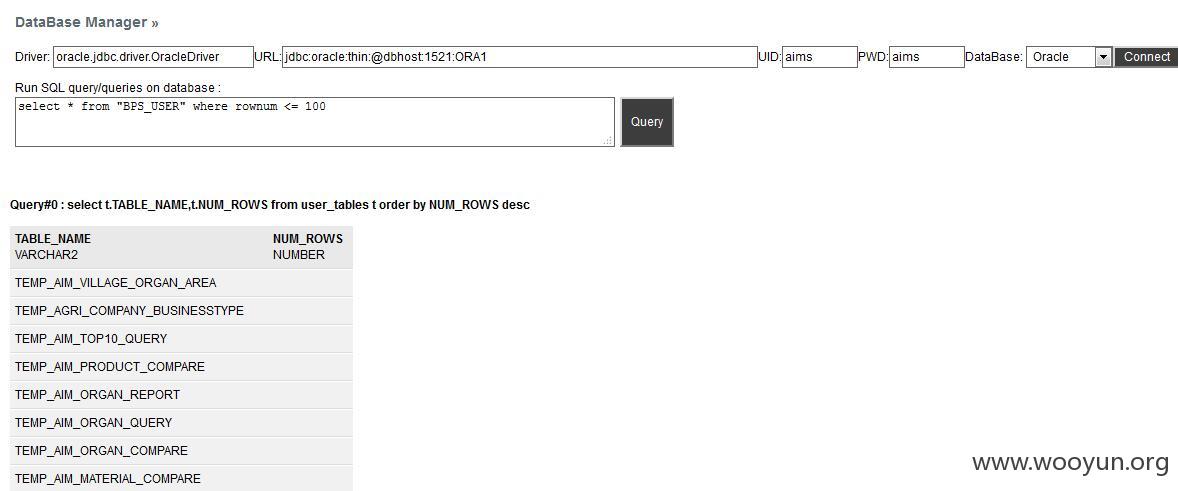 DataBase Manager »
Driver: oracle.jdbc.driver.OracleDriver URL: jdbc:oracle:thin:@dbhost:1521:ORA1 UID: aims PWD: aims DataBase: Oracle Connect
Run SQL query/queries on database :
select * from "BPS_USER" where rownum <= 100
Query
Query#0 : select t.TABLE_NAME,t.NUM_ROWS from user_tables t order by NUM_ROWS desc
TABLE_NAME NUM_ROWS
VARCHAR2 NUMBER
TEMP_AIM_VILLAGE_ORGAN_AREA
TEMP_AGRI_COMPANY_BUSINESSTYPE
TEMP_AIM_TOP10_QUERY
TEMP_AIM_PRODUCT_COMPARE
TEMP_AIM_ORGAN_REPORT
TEMP_AIM_ORGAN_QUERY
TEMP_AIM_ORGAN_COMPARE
TEMP_AIM_MATERIAL_COMPARE
www.wooyun.org